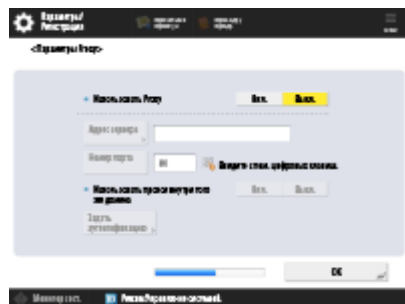 Параметры/
Регистрация
<Параметры Proxy>
Использовать Proxy Вкл. Выкл.
Адрес сервера
Номер порта 80 Введите с пом. цифровых клавиш.
Использовать прокси внутри того
же домена Вкл. Выкл.
Задать
аутентификацию
OK
Монитор сост.